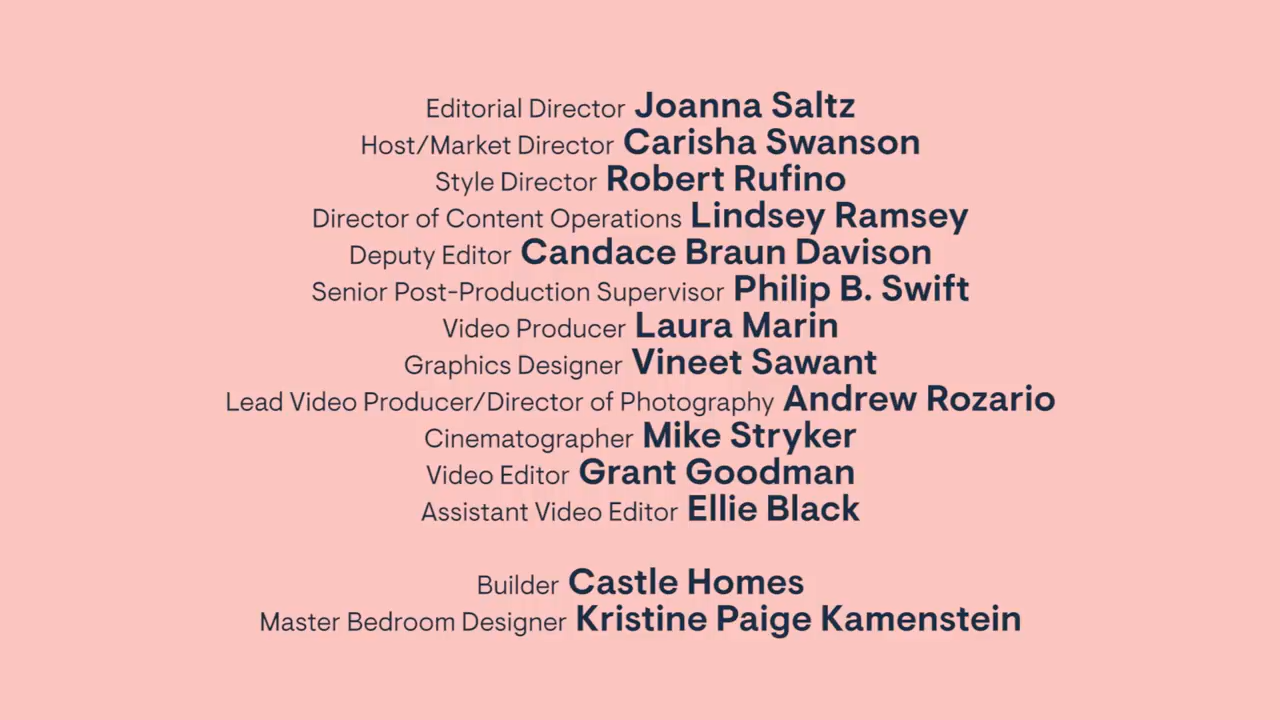 Editorial Director Joanna Saltz
Host/Market Director Carisha Swanson
Style Director Robert Rufino
Director of Content Operations Lindsey Ramsey
Deputy Editor Candace Braun Davison
Senior Post-Production Supervisor Philip B. Swift
Video Producer Laura Marin
Graphics Designer Vineet Sawant
Lead Video Producer/Director of Photography Andrew Rozario
Cinematographer Mike Stryker
Video Editor Grant Goodman
Assistant Video Editor Ellie Black
Builder Castle Homes
Master Bedroom Designer Kristine Paige Kamenstein